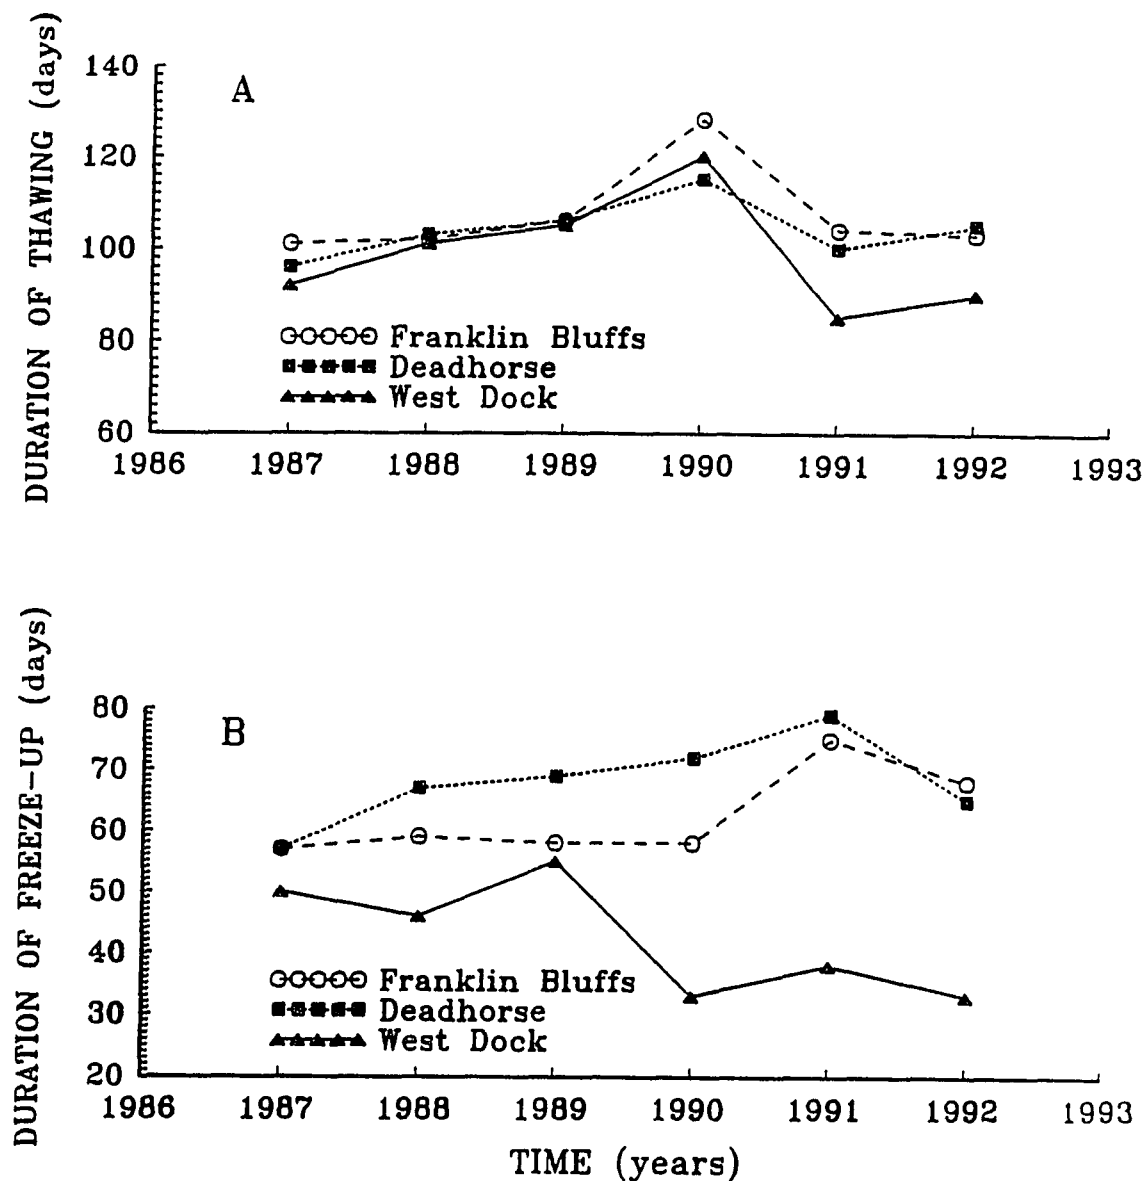 DURATION OF THAWING (days)
A
140
120
100
80
60
Franklin Bluffs
Deadhorse
West Dock
1986 1987 1988 1989 1990 1991 1992 1993
DURATION OF FREEZE-UP (days)
B
80
70
60
50
40
30
20
Franklin Bluffs
Deadhorse
West Dock
1986 1987 1988 1989 1990 1991 1992 1993
TIME (years)